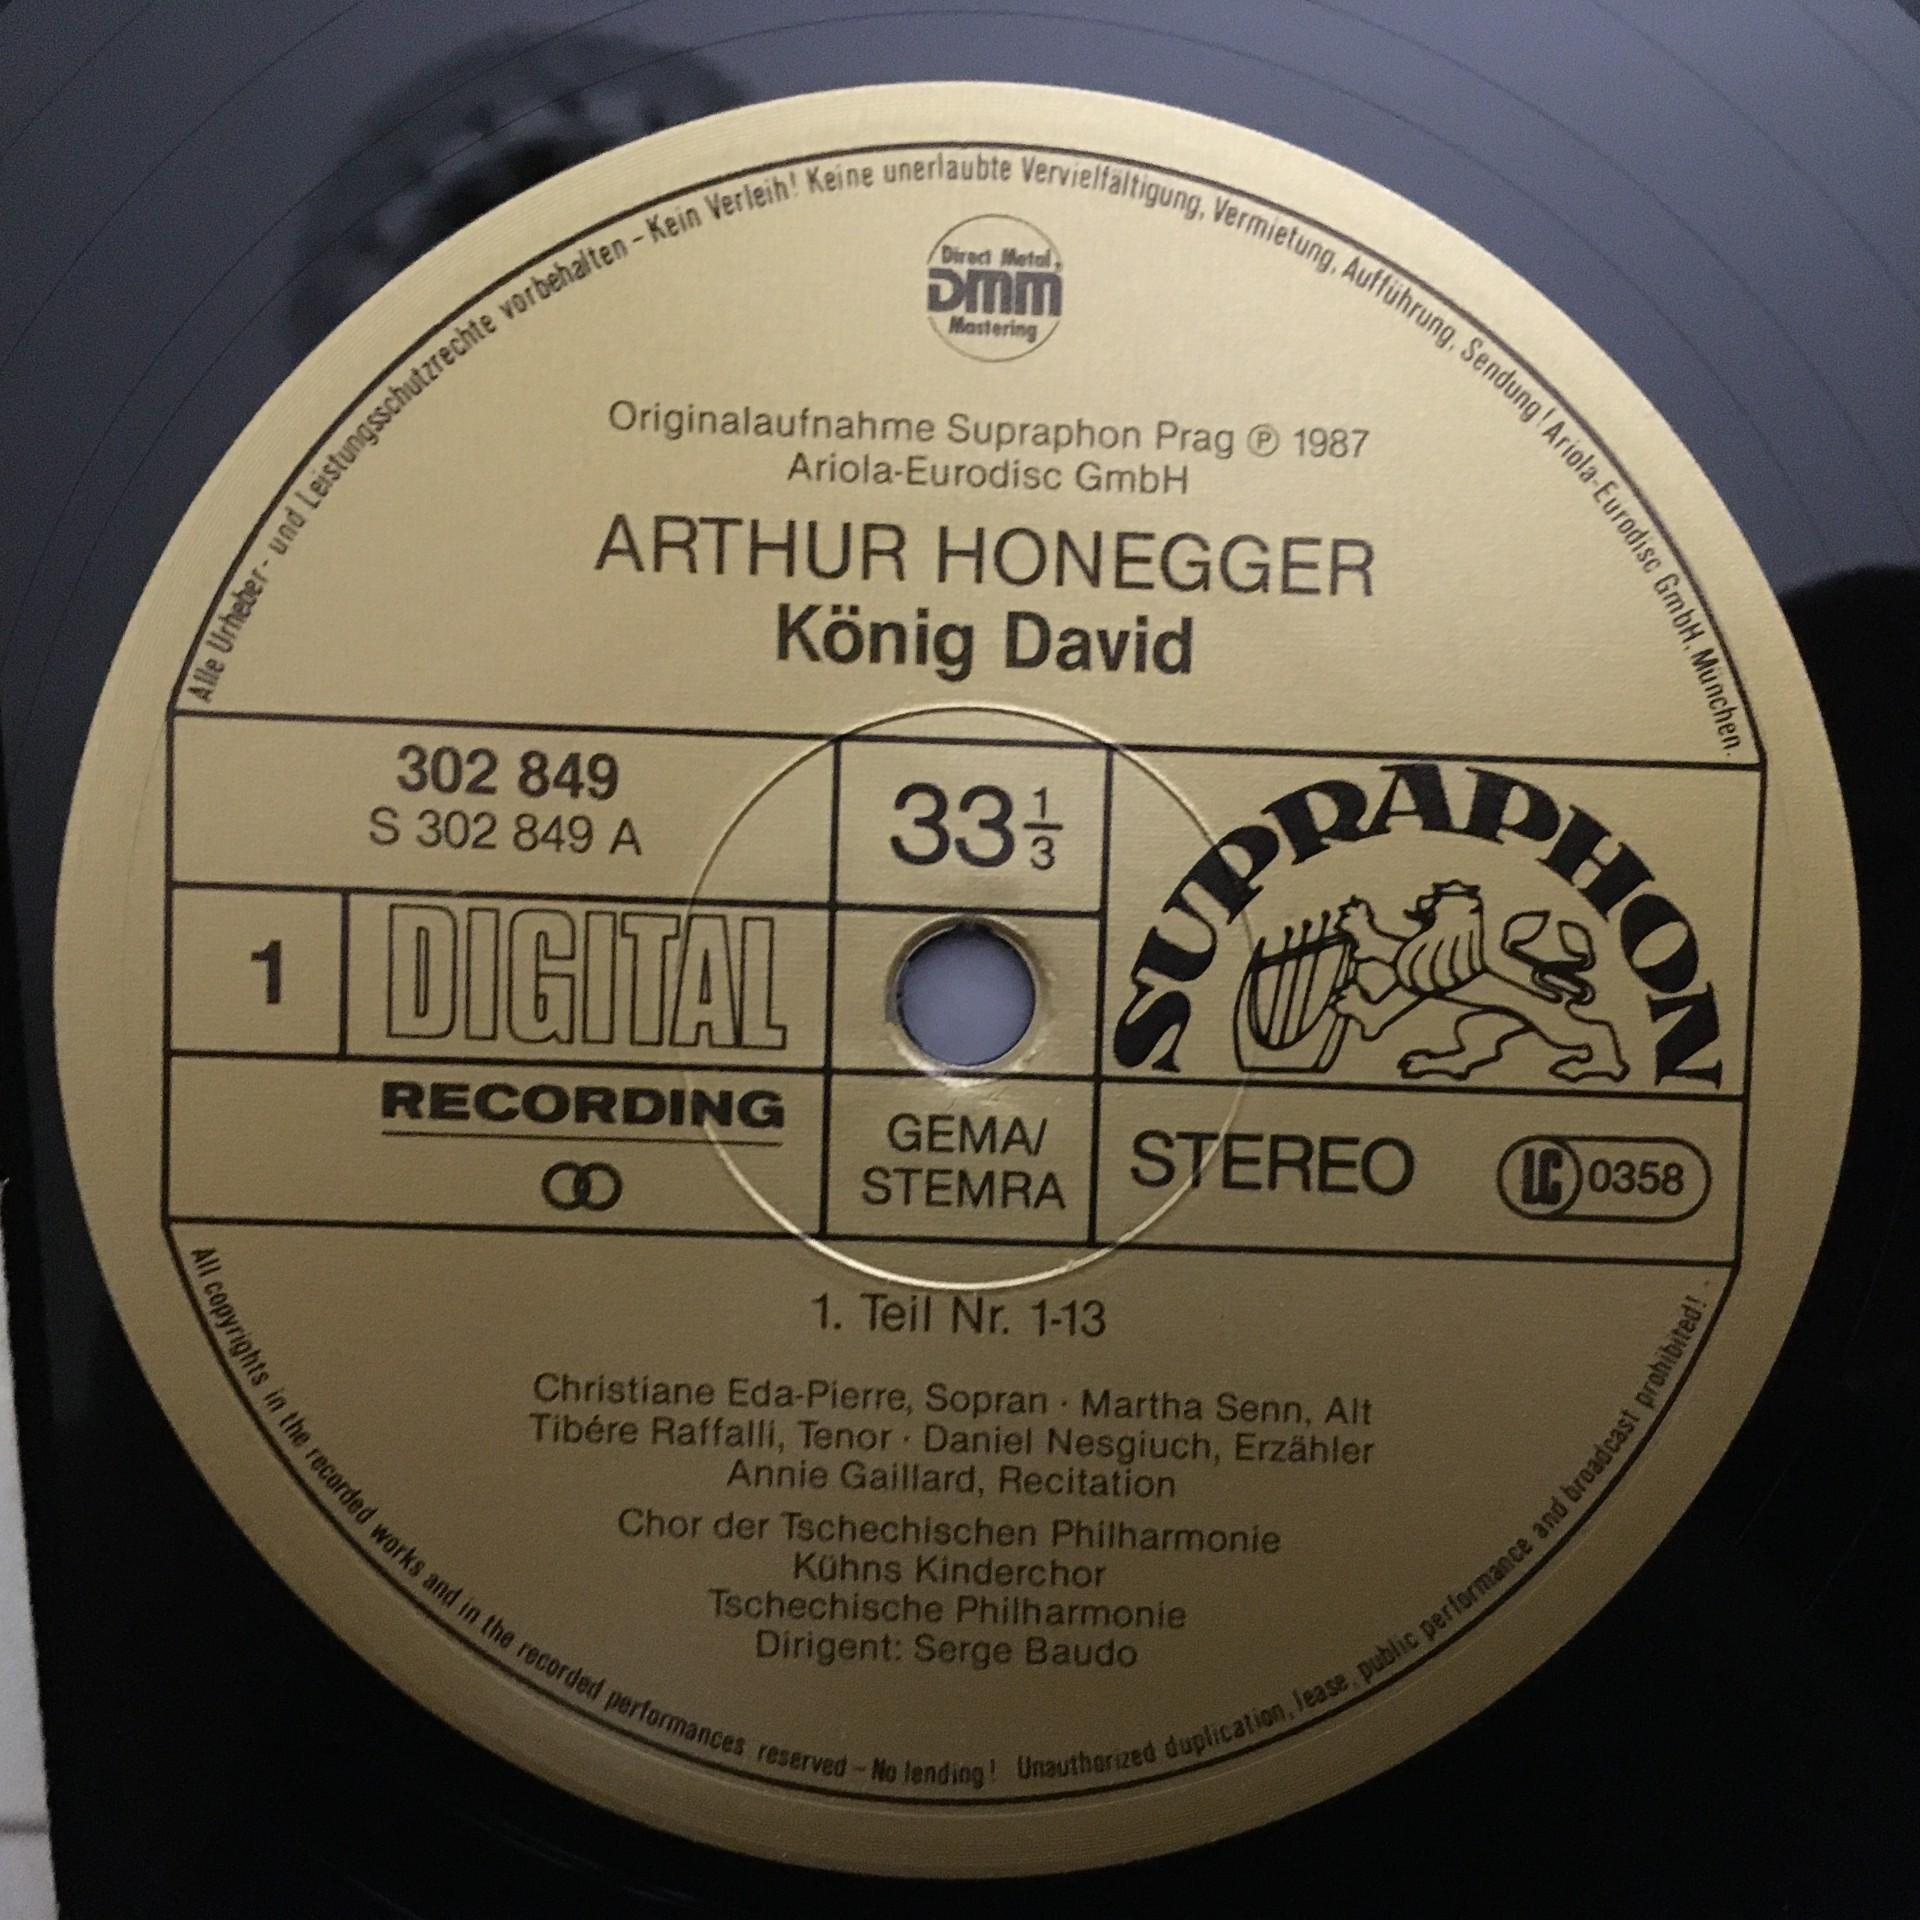 Alle Urheber- und Leistungsschutzrechte vorbehalten – Kein Verleih! Keine unerlaubte Vervielfältigung, Vermietung, Aufführung, Sendung! Ariola-Eurodisc GmbH, München.
Direct Metal
DMM
Mastering
Originalaufnahme Supraphon Prag ℗ 1987
Ariola-Eurodisc GmbH
ARTHUR HONEGGER
König David
302 849
S 302 849 A
33 1/3
SUPRAPHON
1
DIGITAL
RECORDING
GEMA/
STEMRA
STEREO
LC 0358
1. Teil Nr. 1-13
Christiane Eda-Pierre, Sopran · Martha Senn, Alt
Tibére Raffalli, Tenor · Daniel Nesgiuch, Erzähler
Annie Gaillard, Recitation
Chor der Tschechischen Philharmonie
Kühns Kinderchor
Tschechische Philharmonie
Dirigent: Serge Baudo
All copyrights in the recorded works and in the recorded performances reserved – No lending! Unauthorized duplication, lease, public performance and broadcast prohibited!